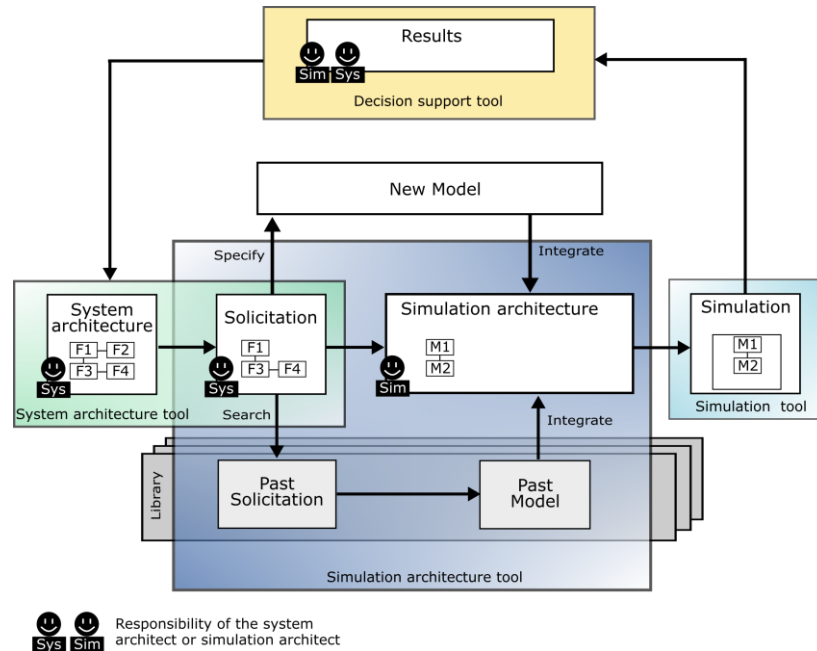 Results
Sim Sys
Decision support tool
New Model
Specify
Integrate
System
architecture
F1 F2
F3 F4
Sys
System architecture tool
Solicitation
F1
F3 F4
Sys
Search
Simulation architecture
M1
M2
Sim
Integrate
Simulation
M1
M2
Simulation tool
Library
Past
Solicitation
Past
Model
Simulation architecture tool
Sys Sim
Responsibility of the system
architect or simulation architect